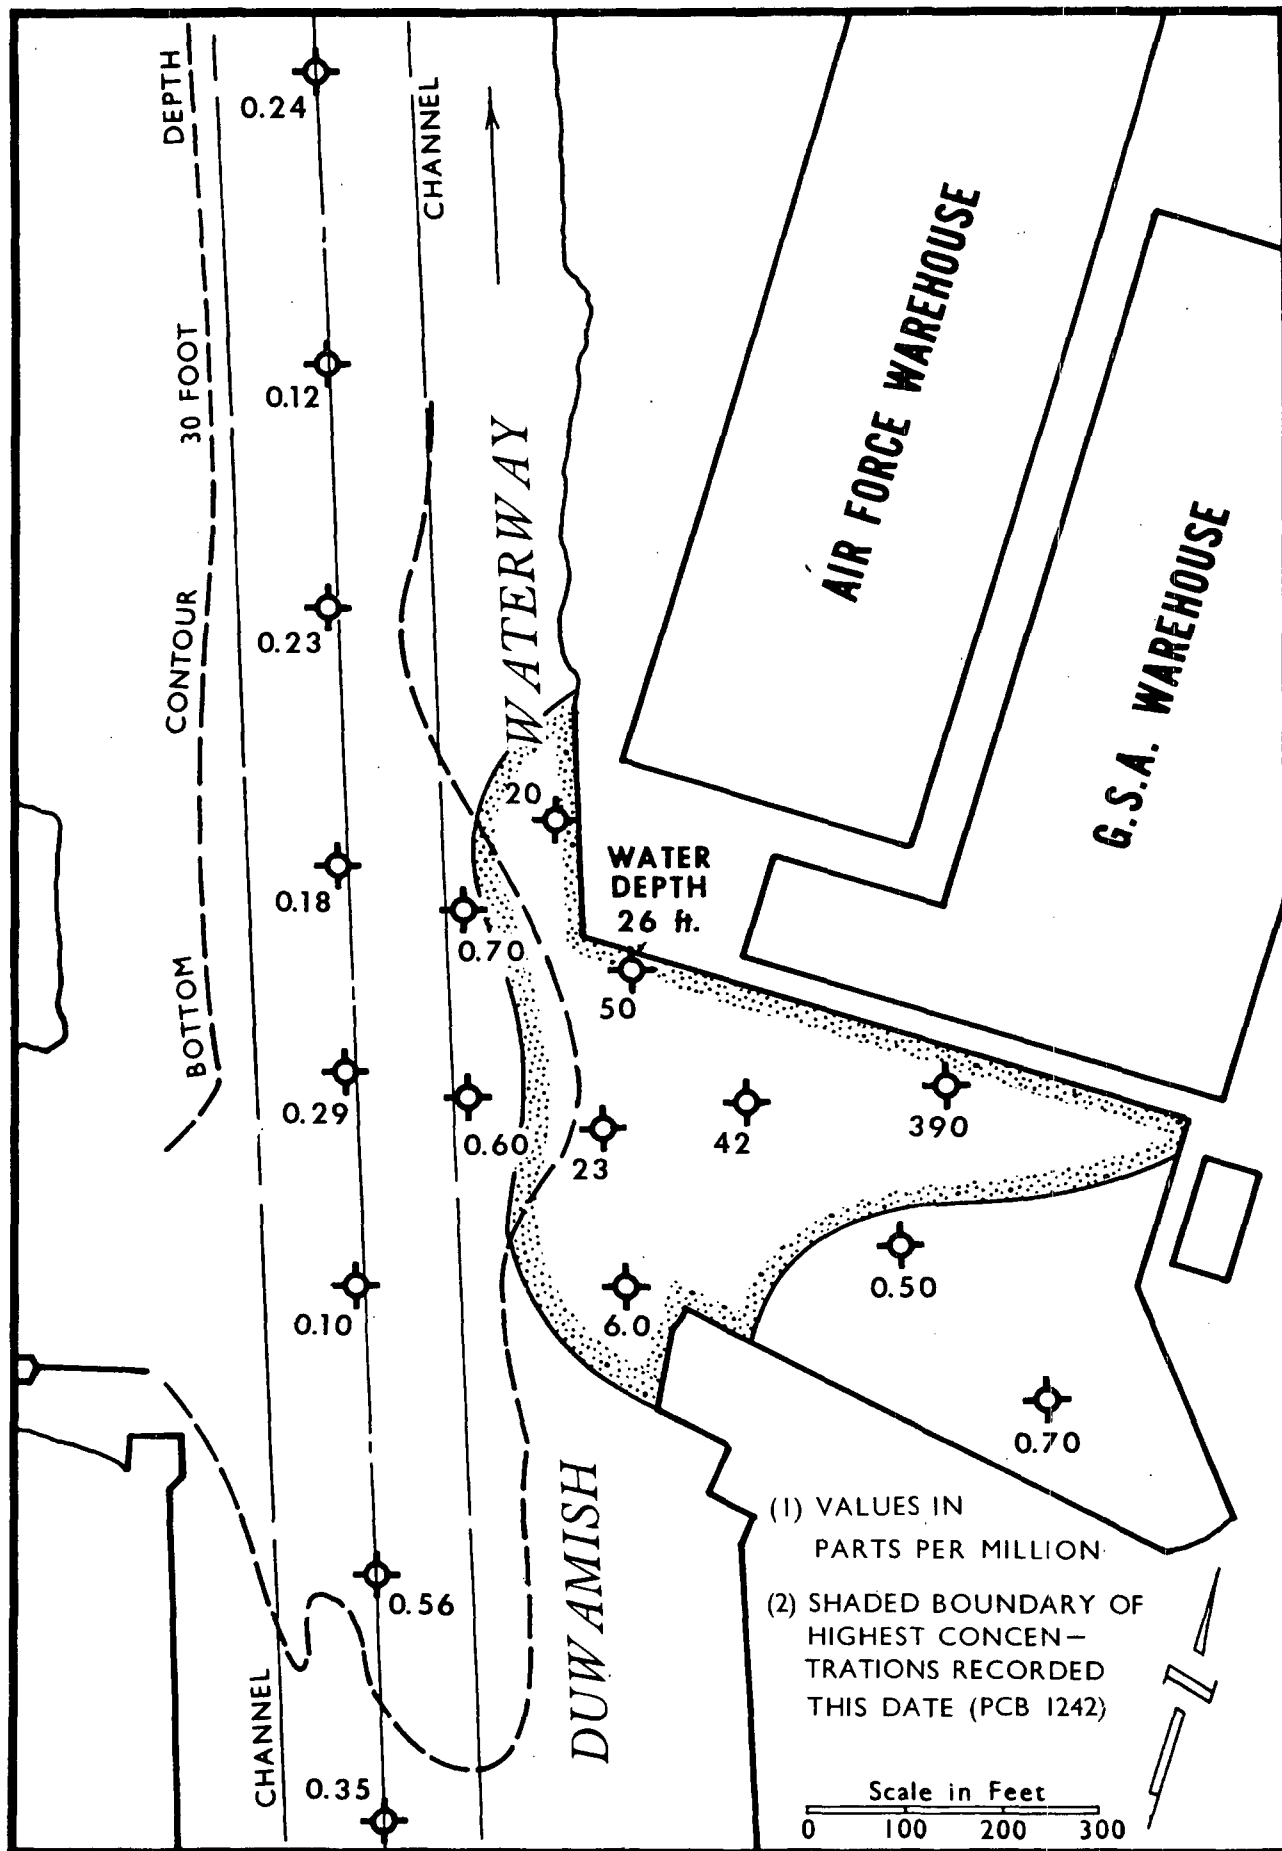 DEPTH
30 FOOT
CONTOUR
BOTTOM
CHANNEL
CHANNEL
0.24
0.12
0.23
0.18
0.29
0.10
0.56
0.35
WATERWAY
DUWAMISH
AIR FORCE WAREHOUSE
G.S.A. WAREHOUSE
20
WATER
DEPTH
26 ft.
0.70
50
0.60
23
42
390
6.0
0.50
0.70
(1) VALUES IN
PARTS PER MILLION
(2) SHADED BOUNDARY OF
HIGHEST CONCEN–
TRATIONS RECORDED
THIS DATE (PCB 1242)
N
Scale in Feet
0 100 200 300